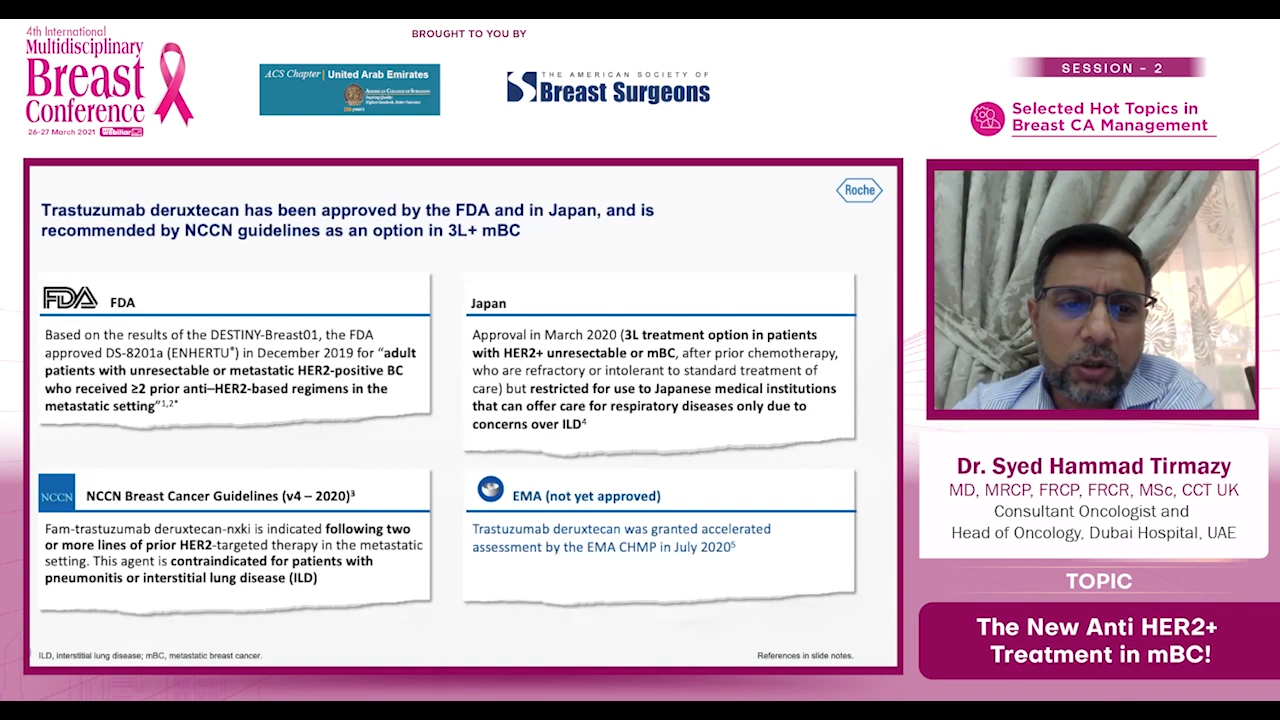 4th International
Multidisciplinary
Breast
Conference
26-27 March 2021 Webinar
BROUGHT TO YOU BY
ACS Chapter | United Arab Emirates
AMERICAN COLLEGE OF SURGEONS
Inspiring Quality:
Highest Standards, Better Outcomes
100+years
THE AMERICAN SOCIETY OF
Breast Surgeons
SESSION - 2
Selected Hot Topics in
Breast CA Management
Roche
Trastuzumab deruxtecan has been approved by the FDA and in Japan, and is
recommended by NCCN guidelines as an option in 3L+ mBC
FDA FDA
Based on the results of the DESTINY-Breast01, the FDA
approved DS-8201a (ENHERTU®) in December 2019 for “adult
patients with unresectable or metastatic HER2-positive BC
who received ≥2 prior anti–HER2-based regimens in the
metastatic setting”1,2*
Japan
Approval in March 2020 (3L treatment option in patients
with HER2+ unresectable or mBC, after prior chemotherapy,
who are refractory or intolerant to standard treatment of
care) but restricted for use to Japanese medical institutions
that can offer care for respiratory diseases only due to
concerns over ILD4
NCCN NCCN Breast Cancer Guidelines (v4 – 2020)3
Fam-trastuzumab deruxtecan-nxki is indicated following two
or more lines of prior HER2-targeted therapy in the metastatic
setting. This agent is contraindicated for patients with
pneumonitis or interstitial lung disease (ILD)
EMA (not yet approved)
Trastuzumab deruxtecan was granted accelerated
assessment by the EMA CHMP in July 20205
ILD, interstitial lung disease; mBC, metastatic breast cancer.
References in slide notes.
Dr. Syed Hammad Tirmazy
MD, MRCP, FRCP, FRCR, MSc, CCT UK
Consultant Oncologist and
Head of Oncology, Dubai Hospital, UAE
TOPIC
The New Anti HER2+
Treatment in mBC!